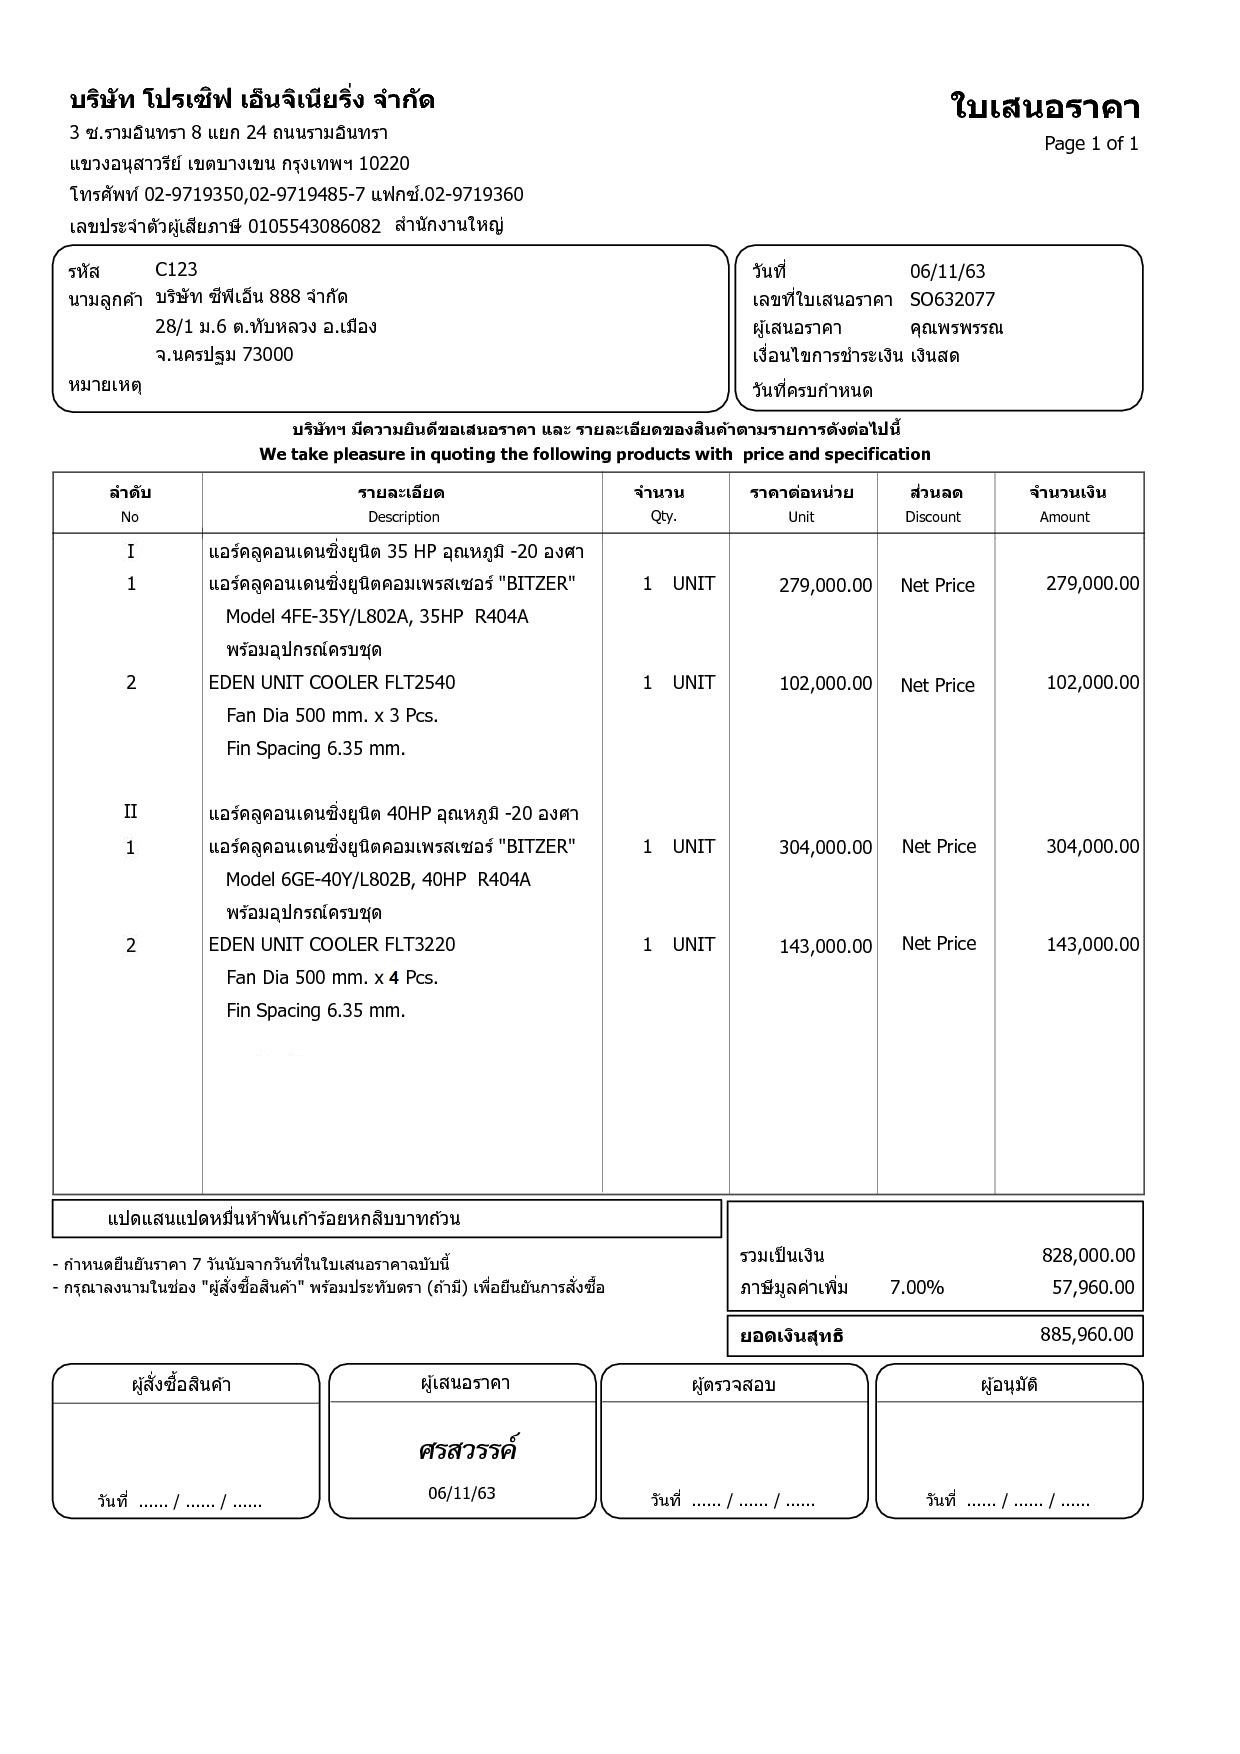 บริษัท โปรเซิฟ เอ็นจิเนียริ่ง จำกัด
ใบเสนอราคา
3 ซ.รามอินทรา 8 แยก 24 ถนนรามอินทรา
Page 1 of 1
แขวงอนุสาวรีย์ เขตบางเขน กรุงเทพฯ 10220
โทรศัพท์ 02-9719350,02-9719485-7 แฟกซ์.02-9719360
เลขประจำตัวผู้เสียภาษี 0105543086082 สำนักงานใหญ่
รหัส C123
นามลูกค้า บริษัท ซีพีเอ็น 888 จำกัด
28/1 ม.6 ต.ทับหลวง อ.เมือง
จ.นครปฐม 73000
หมายเหตุ
วันที่ 06/11/63
เลขที่ใบเสนอราคา SO632077
ผู้เสนอราคา คุณพรพรรณ
เงื่อนไขการชำระเงิน เงินสด
วันที่ครบกำหนด
บริษัทฯ มีความยินดีขอเสนอราคา และ รายละเอียดของสินค้าตามรายการดังต่อไปนี้
We take pleasure in quoting the following products with price and specification
ลำดับ รายละเอียด จำนวน ราคาต่อหน่วย ส่วนลด จำนวนเงิน
No Description Qty. Unit Discount Amount
I แอร์คลูคอนเดนซิ่งยูนิต 35 HP อุณหภูมิ -20 องศา
1 แอร์คลูคอนเดนซิ่งยูนิตคอมเพรสเซอร์ "BITZER" 1 UNIT 279,000.00 Net Price 279,000.00
Model 4FE-35Y/L802A, 35HP R404A
พร้อมอุปกรณ์ครบชุด
2 EDEN UNIT COOLER FLT2540 1 UNIT 102,000.00 Net Price 102,000.00
Fan Dia 500 mm. x 3 Pcs.
Fin Spacing 6.35 mm.
II แอร์คลูคอนเดนซิ่งยูนิต 40HP อุณหภูมิ -20 องศา
1 แอร์คลูคอนเดนซิ่งยูนิตคอมเพรสเซอร์ "BITZER" 1 UNIT 304,000.00 Net Price 304,000.00
Model 6GE-40Y/L802B, 40HP R404A
พร้อมอุปกรณ์ครบชุด
2 EDEN UNIT COOLER FLT3220 1 UNIT 143,000.00 Net Price 143,000.00
Fan Dia 500 mm. x 4 Pcs.
Fin Spacing 6.35 mm.
แปดแสนแปดหมื่นห้าพันเก้าร้อยหกสิบบาทถ้วน
- กำหนดยืนยันราคา 7 วันนับจากวันที่ในใบเสนอราคาฉบับนี้
- กรุณาลงนามในช่อง "ผู้สั่งซื้อสินค้า" พร้อมประทับตรา (ถ้ามี) เพื่อยืนยันการสั่งซื้อ
รวมเป็นเงิน 828,000.00
ภาษีมูลค่าเพิ่ม 7.00% 57,960.00
ยอดเงินสุทธิ 885,960.00
ผู้สั่งซื้อสินค้า ผู้เสนอราคา ผู้ตรวจสอบ ผู้อนุมัติ
ศรสวรรค์
วันที่ ...... / ...... / ...... 06/11/63 วันที่ ...... / ...... / ...... วันที่ ...... / ...... / ......